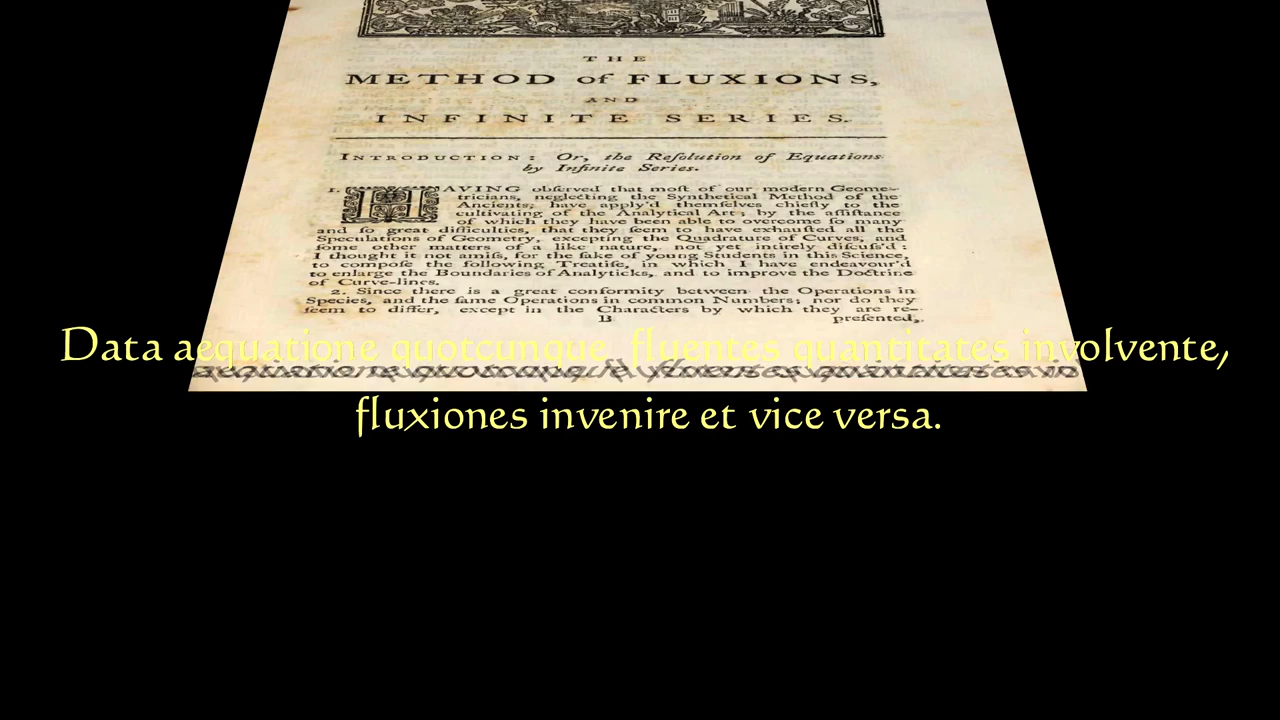 THE
METHOD of FLUXIONS,
AND
INFINITE SERIES.
INTRODUCTION: Or, the Reſolution of Equations
by Infinite Series.
1. HAVING obſerved that moſt of our modern Geome-
tricians, neglecting the Synthetical Method of the
Ancients; have apply'd themſelves chiefly to the
cultivating of the Analytical Art; by the aſſiſtance
of which they have been able to overcome ſo many
and ſo great difficulties, that they ſeem to have exhauſted all the
Speculations of Geometry, excepting the Quadrature of Curves, and
ſome other matters of a like nature, not yet intirely diſcuſs'd:
I thought it not amiſs, for the ſake of young Students in this Science,
to compoſe the following Treatiſe, in which I have endeavour'd
to enlarge the Boundaries of Analyticks, and to improve the Doctrine
of Curve-lines.
2. Since there is a great conformity between the Operations in
Species, and the ſame Operations in common Numbers; nor do they
ſeem to differ, except in the Characters by which they are re-
B preſented,
Data aequatione quotcunque fluentes quantitates involvente,
fluxiones invenire et vice versa.